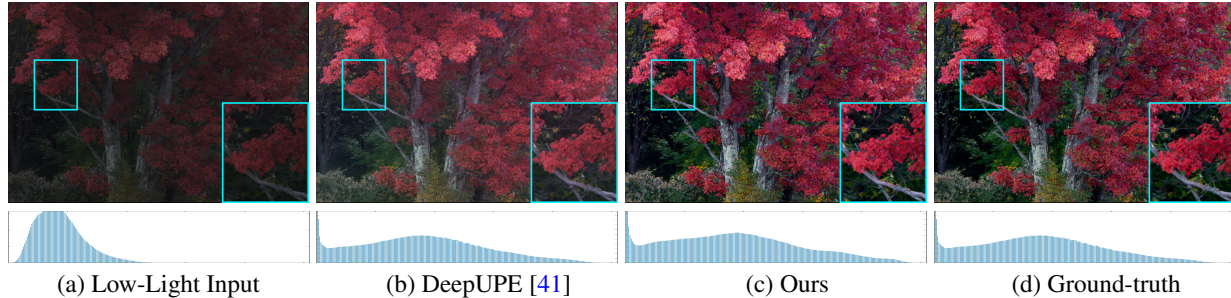 (a) Low-Light Input
(b) DeepUPE [41]
(c) Ours
(d) Ground-truth